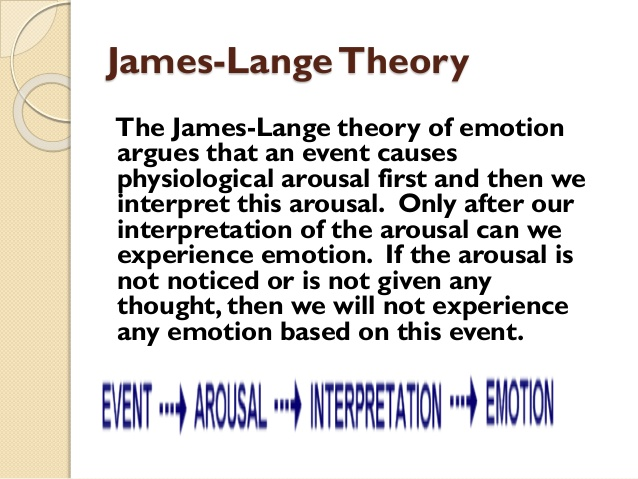 James-Lange Theory
The James-Lange theory of emotion
argues that an event causes
physiological arousal first and then we
interpret this arousal. Only after our
interpretation of the arousal can we
experience emotion. If the arousal is
not noticed or is not given any
thought, then we will not experience
any emotion based on this event.
EVENT ---> AROUSAL ---> INTERPRETATION ---> EMOTION